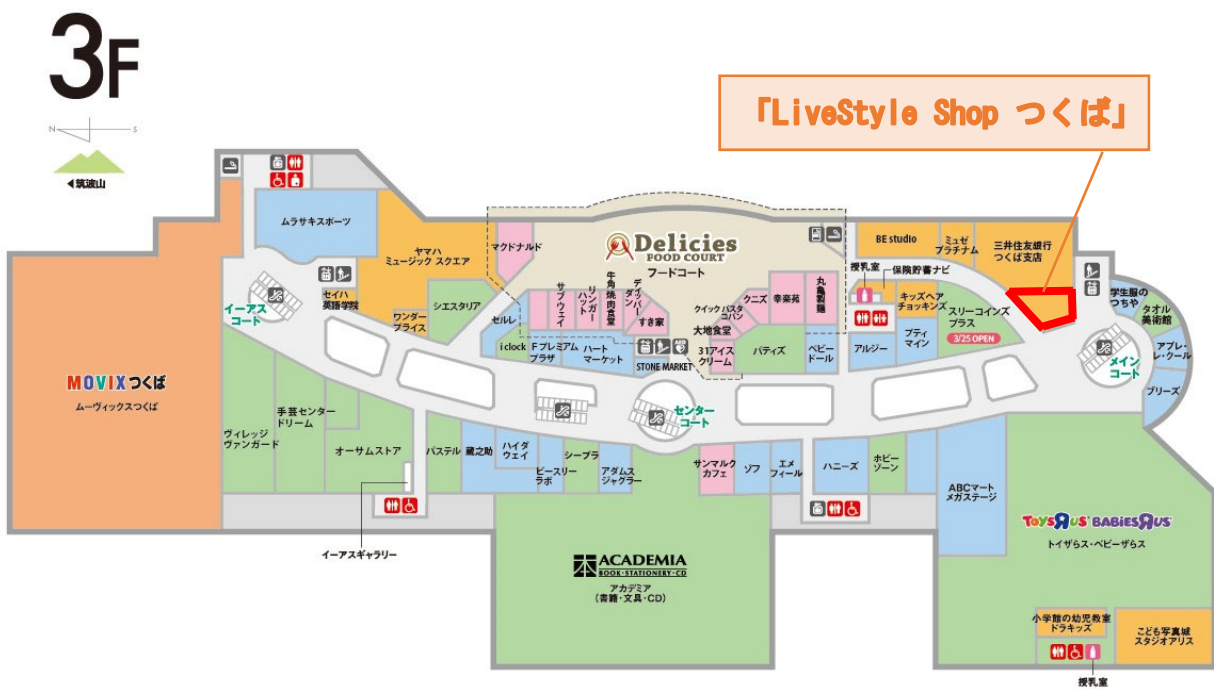 3F
N
S
◀筑波山
「LiveStyle Shop つくば」
ムラサキスポーツ
ヤマハ
ミュージック スクエア
マクドナルド
Delicies
FOOD COURT
フードコート
BE studio
ミュゼ
プラチナム
三井住友銀行
つくば支店
授乳室
保険貯蓄ナビ
キッズヘア
チョッキンズ
スリーコインズ
プラス
3/25 OPEN
学生服の
つちや
タオル
美術館
アプレ・
レ・クール
ブリーズ
メイン
コート
イーアス
コート
セイハ
英語学院
ワンダー
プライス
シエスタリア
セルレ
i clock
サブウェイ
リンガー
ハット
牛角焼肉食堂
ディッパー
ダン
すき家
F プレミアム
プラザ
ハート
マーケット
AED
STONE MARKET
クイック パスタ
コパン
大地食堂
クニズ
幸楽苑
丸亀製麺
31アイス
クリーム
パティズ
ベビー
ドール
アルジー
プティ
マイン
MOVIXつくば
ムーヴィックスつくば
ヴィレッジ
ヴァンガード
手芸センター
ドリーム
オーサムストア
パステル
蔵之助
ハイダ
ウェイ
ビースリー
ラボ
シープラ
アダムス
ジャグラー
センター
コート
サンマルク
カフェ
ゾフ
エメ
フィール
ハニーズ
ホビー
ゾーン
ABCマート
メガステージ
イーアスギャラリー
ACADEMIA
BOOK・STATIONERY・CD
アカデミア
(書籍・文具・CD)
ToysЯus BABIESЯUS
トイザらス・ベビーザらス
小学館の幼児教室
ドラキッズ
こども写真城
スタジオアリス
授乳室